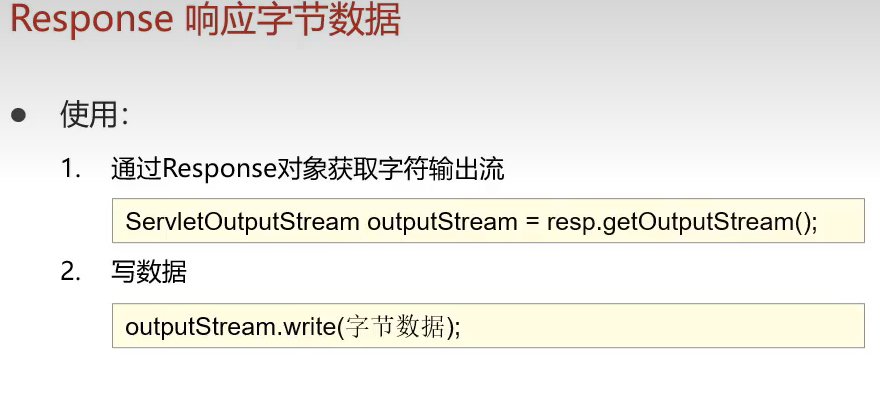 Response 响应字节数据
● 使用：
1. 通过Response对象获取字符输出流
ServletOutputStream outputStream = resp.getOutputStream();
2. 写数据
outputStream.write(字节数据);